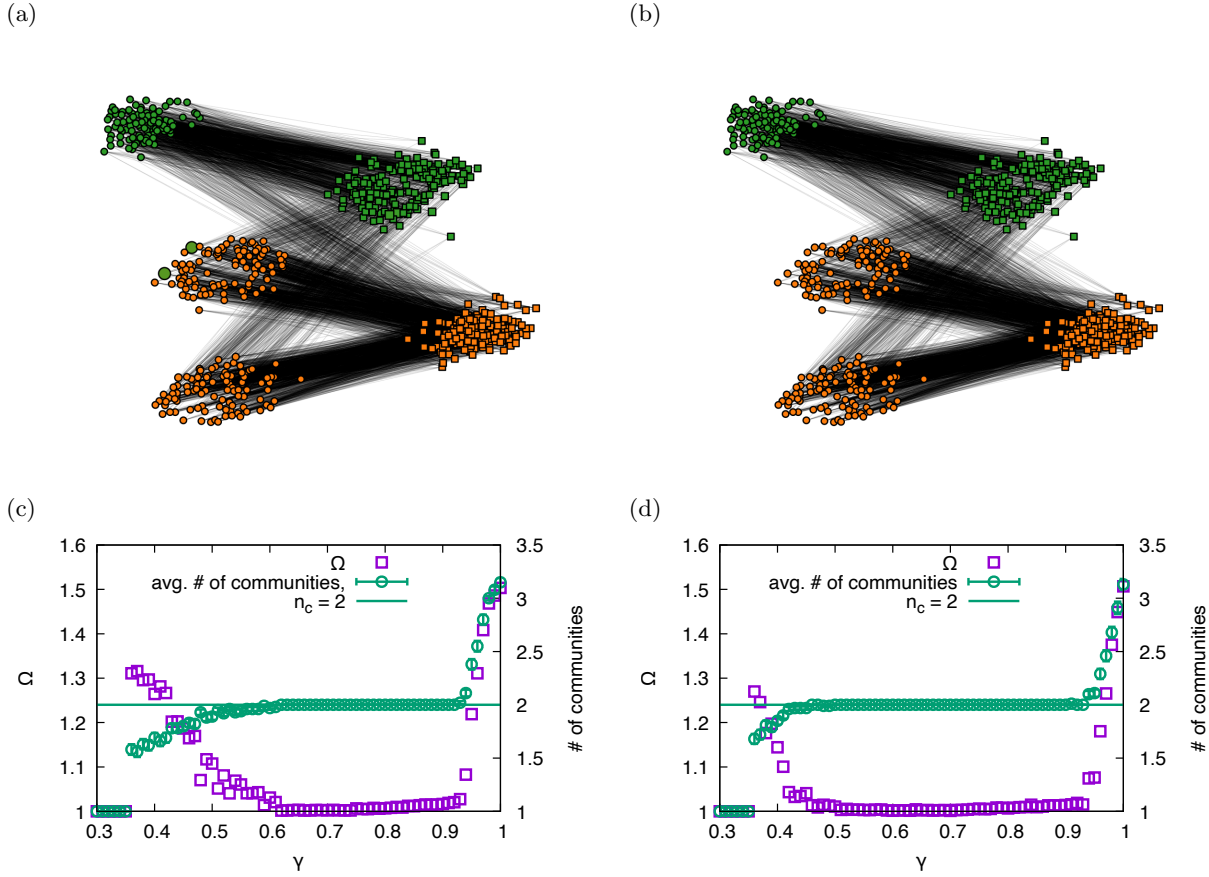 (a)
(b)
(c)
1.6
1.5
1.4
1.3
1.2
1.1
1
Ω
0.3 0.4 0.5 0.6 0.7 0.8 0.9 1
γ
3.5
3
2.5
2
1.5
1
# of communities
Ω
avg. # of communities,
n_c = 2
(d)
1.6
1.5
1.4
1.3
1.2
1.1
1
Ω
0.3 0.4 0.5 0.6 0.7 0.8 0.9 1
γ
3.5
3
2.5
2
1.5
1
# of communities
Ω
avg. # of communities
n_c = 2